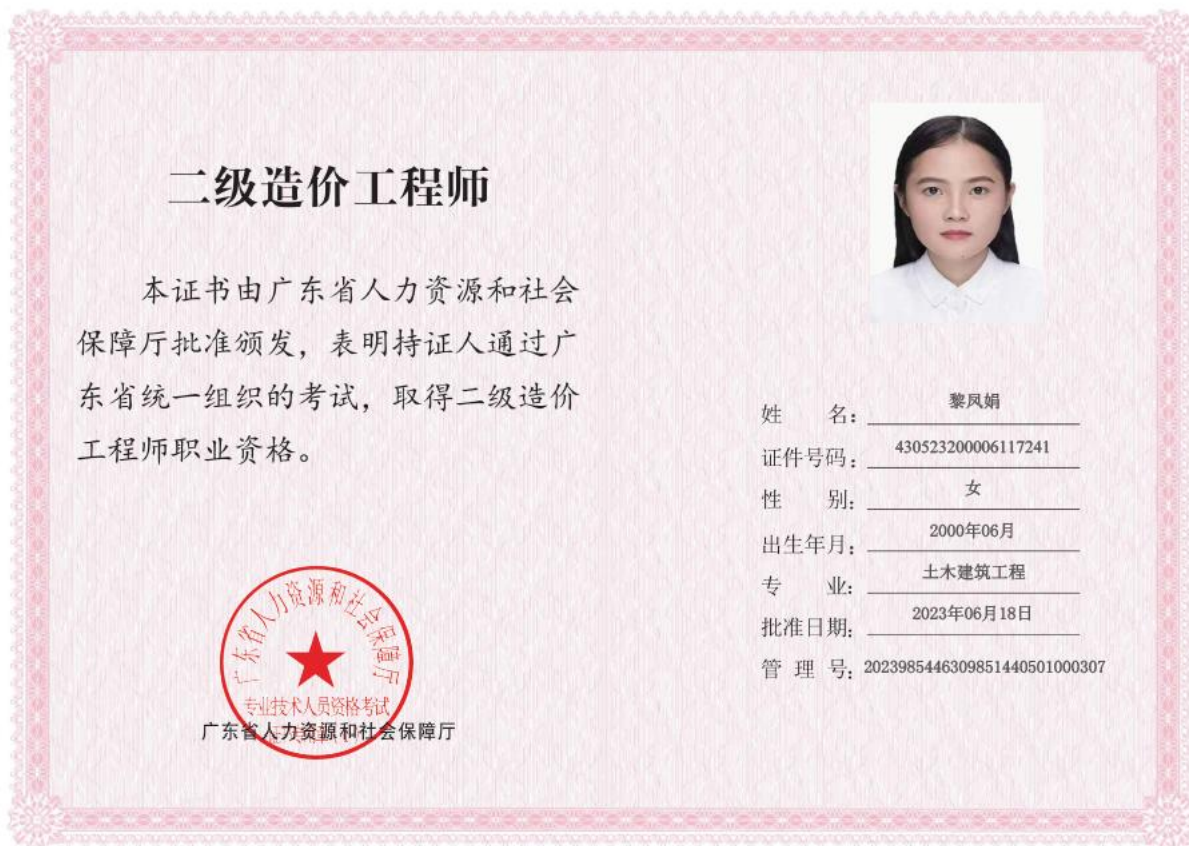 二级造价工程师
本证书由广东省人力资源和社会
保障厅批准颁发，表明持证人通过广
东省统一组织的考试，取得二级造价
工程师职业资格。
广东省人力资源和社会保障厅
专业技术人员资格考试
广东省人力资源和社会保障厅
姓 名：黎凤娟
证件号码：430523200006117241
性 别：女
出生年月：2000年06月
专 业：土木建筑工程
批准日期：2023年06月18日
管 理 号：2023985446309851440501000307